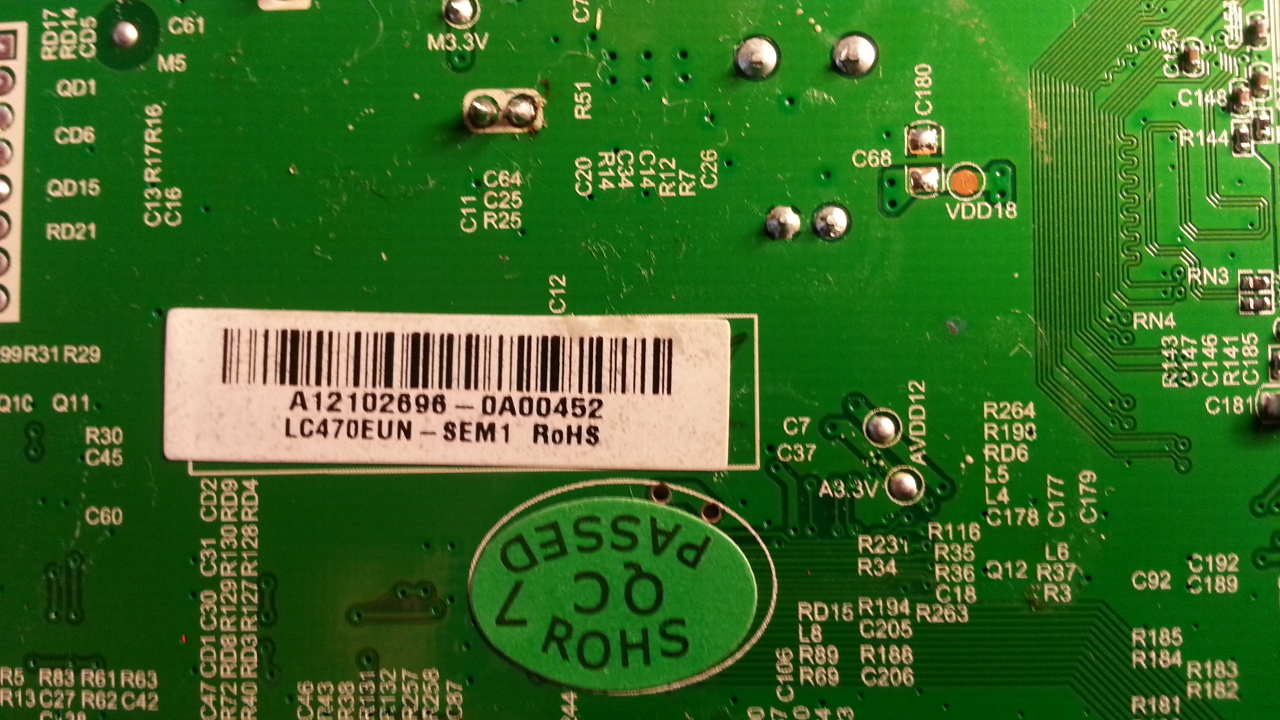 RD17
RD14
CD5
C61
M5
QD1
CD6
QD15
RD21
C13 R17 R16
C16
M3.3V
R51
C64
C25
R25
C11
C20
R14
C34
C14
R12
R7
C26
C180
C68
VDD18
C153
C148
R144
RN3
RN4
R143
C147
C146
R141
C185
C181
C12
R31 R29
Q10 Q11
R30
C45
C60
A12102696-0A00452
LC470EUN-SEM1 RoHS
C7
C37
AVDD12
A3.3V
R264
R190
RD6
L5
L4
C178
C177
C179
R116
R35
R36
C18
R34
Q12
L6
R37
R3
C92
C192
C189
PASSED
QC 7
ROHS
CD2
C31 R130 RD9
R128 RD4
C47 CD1 C30
R72 RD8 R129
R40 RD3 R127
RD15
L8
R89
R69
R194
C205
R188
C206
R263
C106
R185
R184
R183
R182
R181
R5 R83 R61 R63
R13 C27 R62 C42
C46
R43
R38
R131
R132
R257
R258
C87